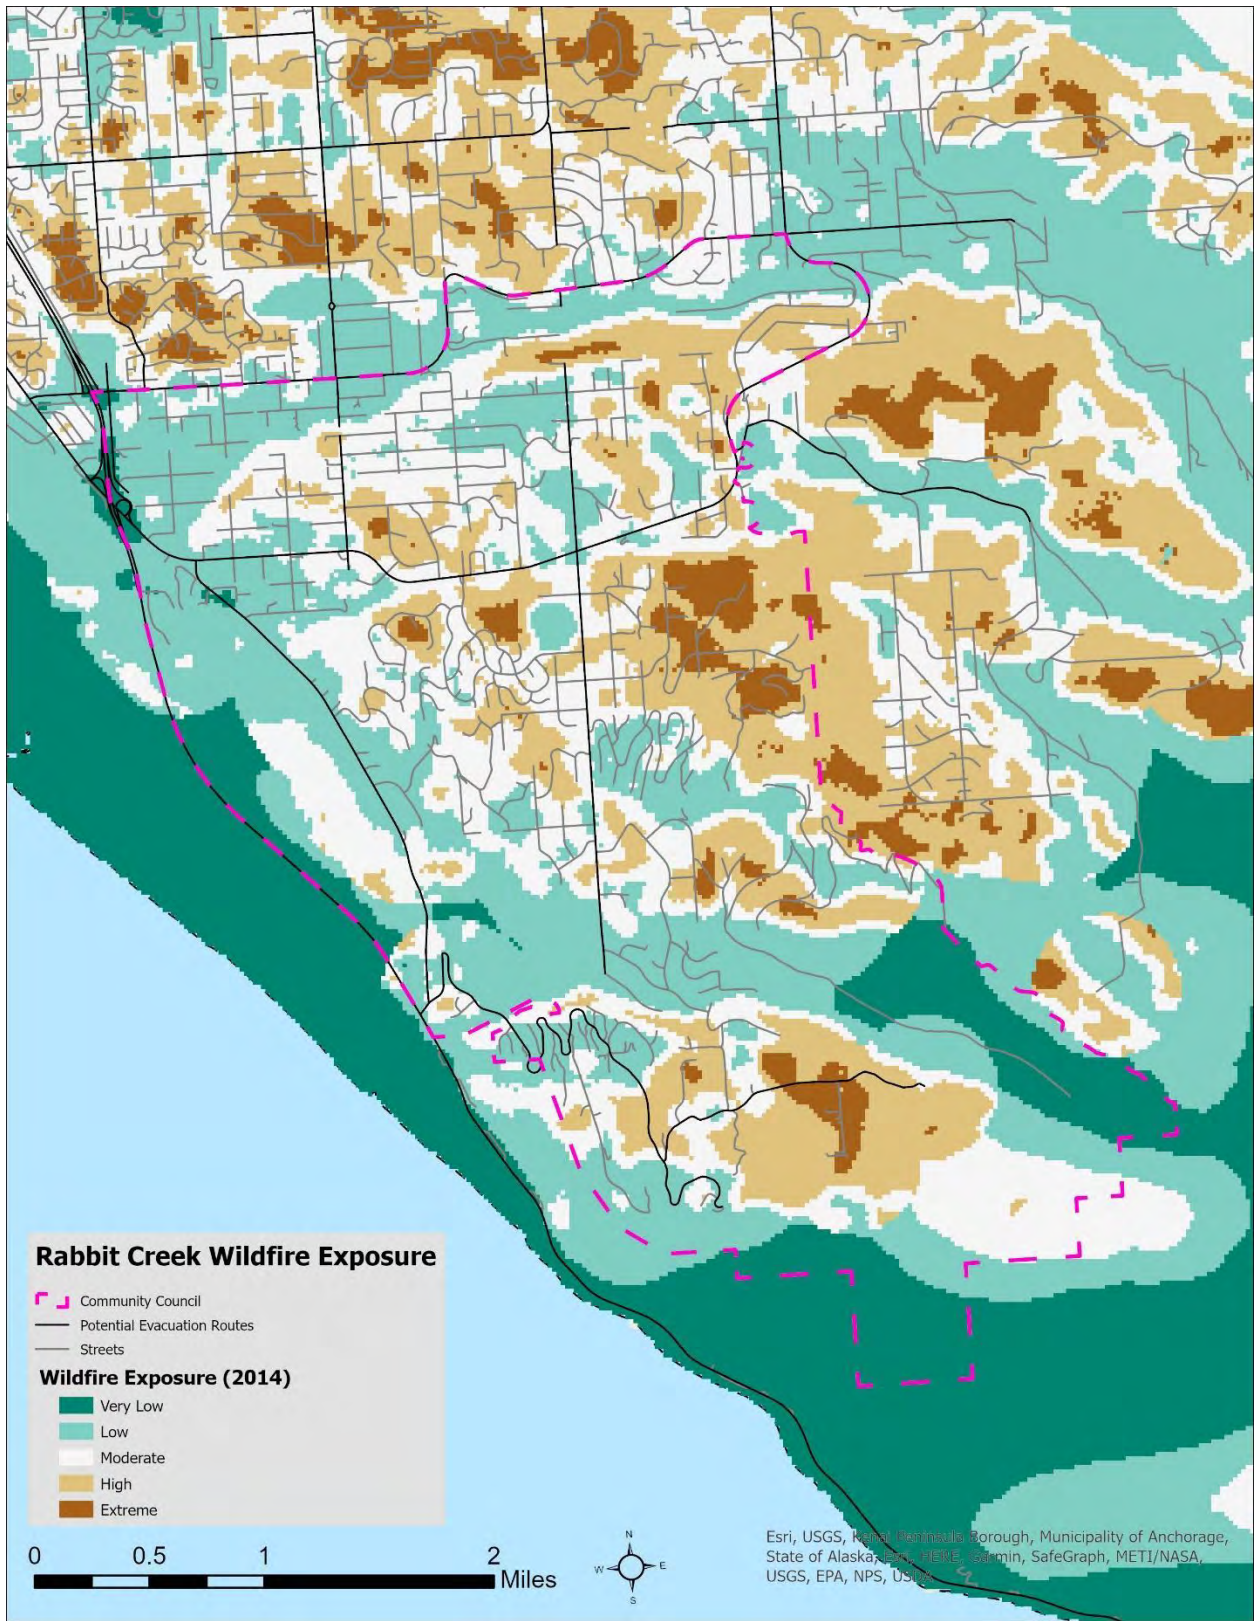 Rabbit Creek Wildfire Exposure
Community Council
Potential Evacuation Routes
Streets
Wildfire Exposure (2014)
Very Low
Low
Moderate
High
Extreme
0 0.5 1 2
Miles
N
W E
S
Esri, USGS, Kenai Peninsula Borough, Municipality of Anchorage,
State of Alaska, Esri, HERE, Garmin, SafeGraph, METI/NASA,
USGS, EPA, NPS, USDA